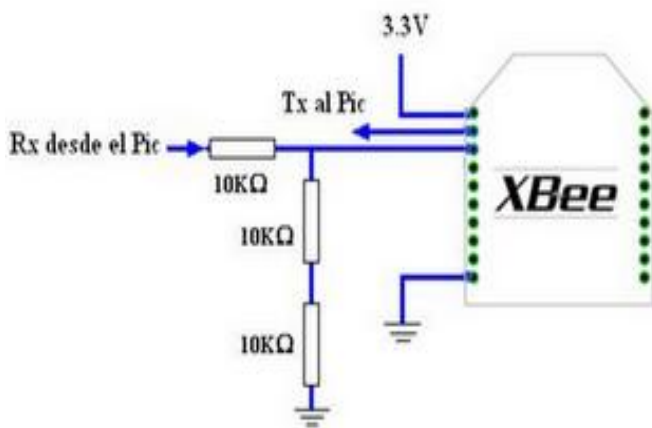 3.3V
Tx al Pic
Rx desde el Pic
10KΩ
XBee
10KΩ
10KΩ